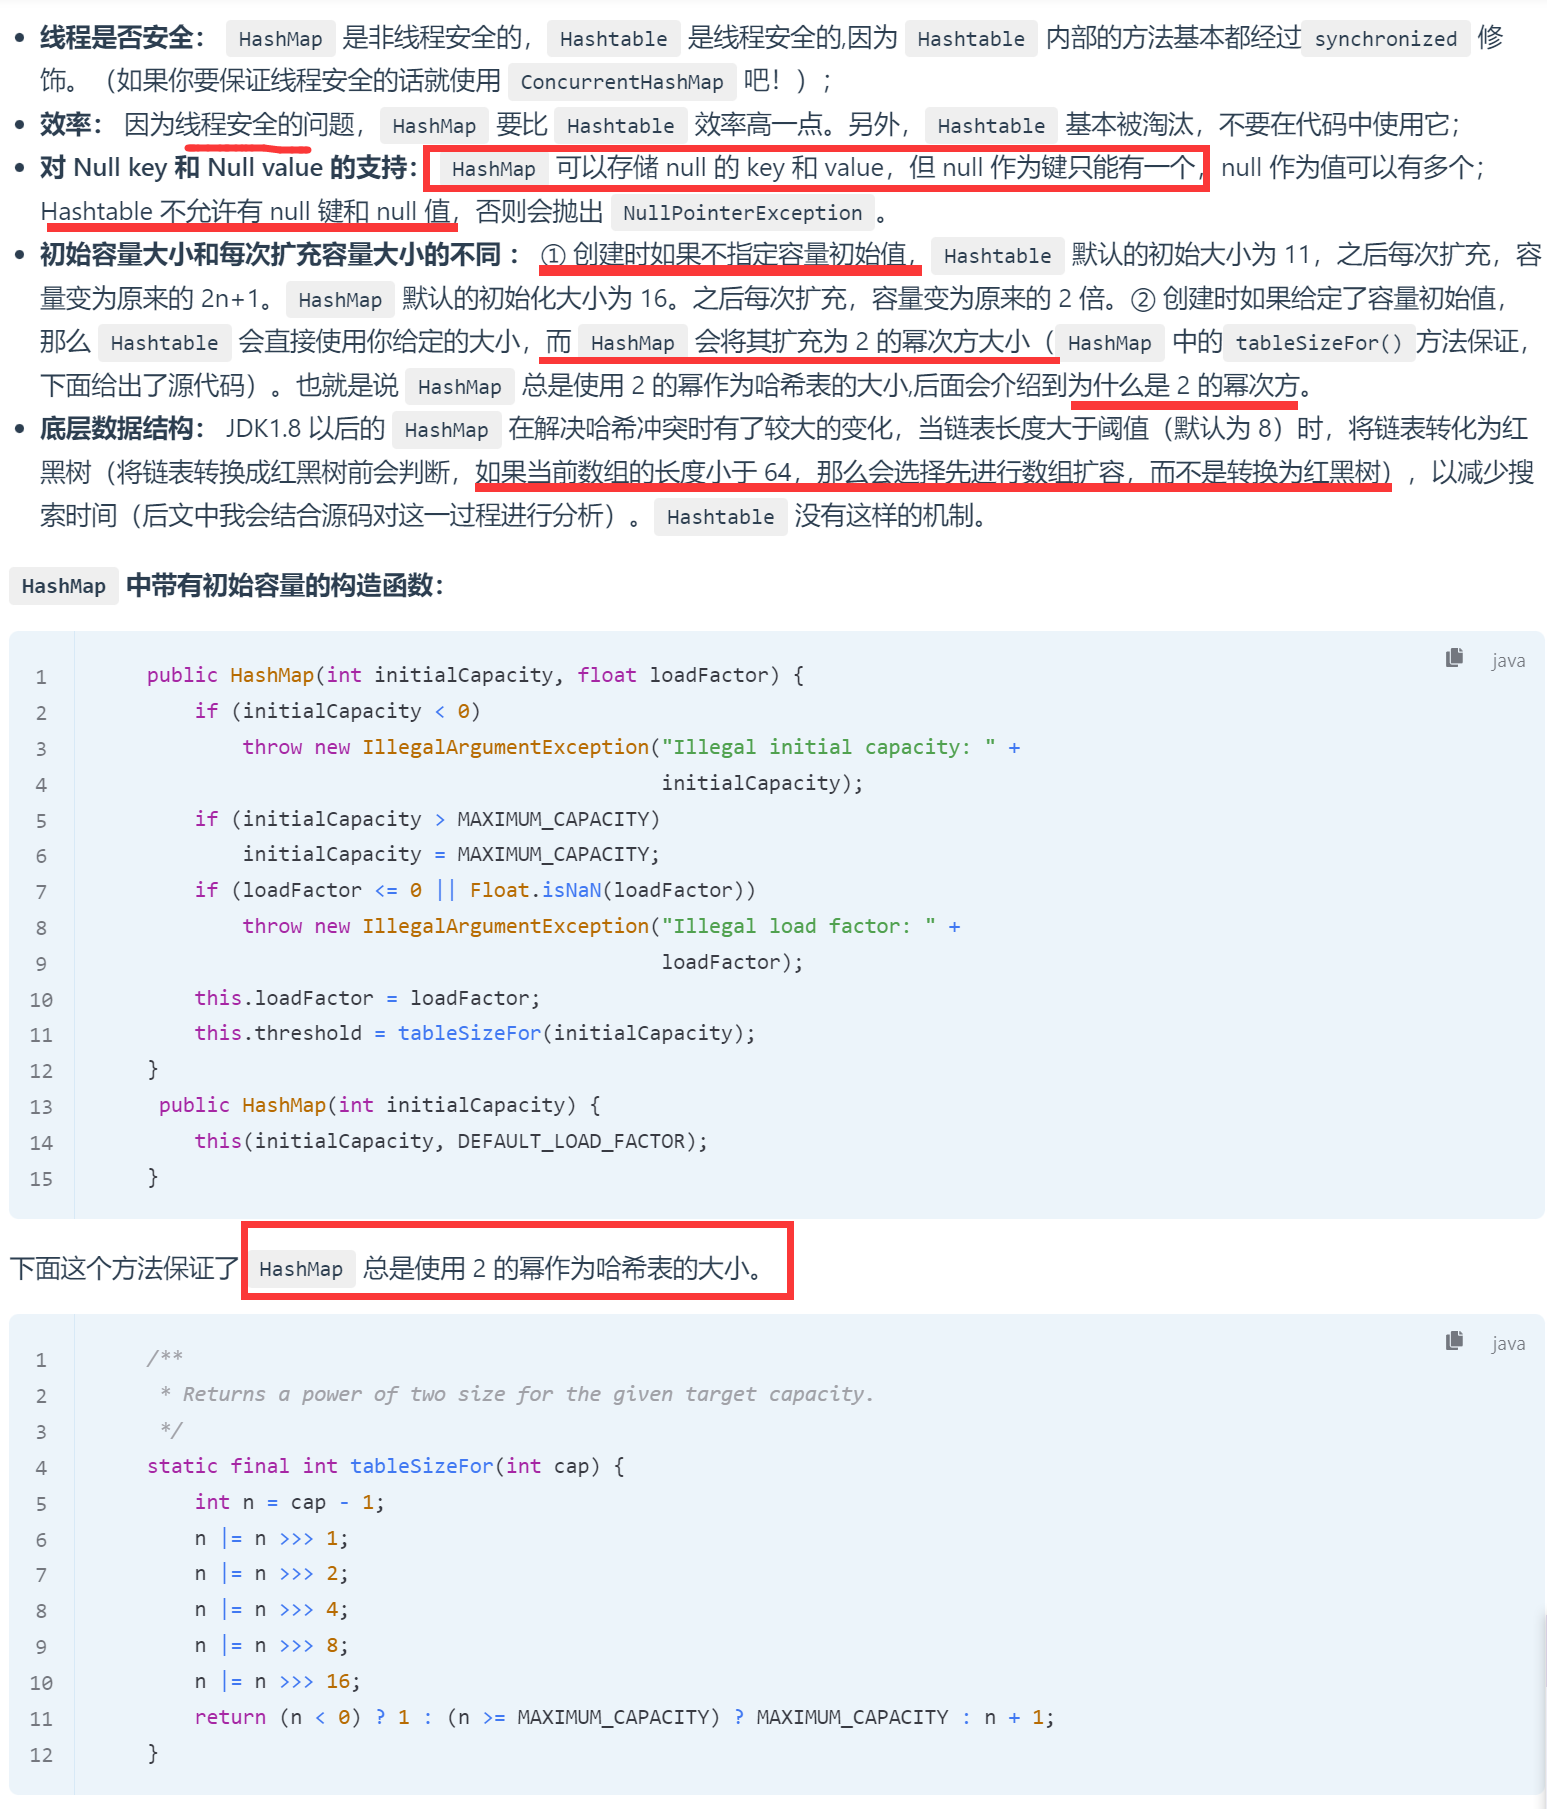 • 线程是否安全： HashMap 是非线程安全的， Hashtable 是线程安全的,因为 Hashtable 内部的方法基本都经过 synchronized 修
饰。（如果你要保证线程安全的话就使用 ConcurrentHashMap 吧！）；
• 效率： 因为线程安全的问题， HashMap 要比 Hashtable 效率高一点。另外， Hashtable 基本被淘汰，不要在代码中使用它；
• 对 Null key 和 Null value 的支持： HashMap 可以存储 null 的 key 和 value，但 null 作为键只能有一个，null 作为值可以有多个；
Hashtable 不允许有 null 键和 null 值，否则会抛出 NullPointerException 。
• 初始容量大小和每次扩充容量大小的不同 ： ① 创建时如果不指定容量初始值， Hashtable 默认的初始大小为 11，之后每次扩充，容
量变为原来的 2n+1。 HashMap 默认的初始化大小为 16。之后每次扩充，容量变为原来的 2 倍。② 创建时如果给定了容量初始值，
那么 Hashtable 会直接使用你给定的大小，而 HashMap 会将其扩充为 2 的幂次方大小（ HashMap 中的 tableSizeFor() 方法保证，
下面给出了源代码）。也就是说 HashMap 总是使用 2 的幂作为哈希表的大小,后面会介绍到为什么是 2 的幂次方。
• 底层数据结构： JDK1.8 以后的 HashMap 在解决哈希冲突时有了较大的变化，当链表长度大于阈值（默认为 8）时，将链表转化为红
黑树（将链表转换成红黑树前会判断，如果当前数组的长度小于 64，那么会选择先进行数组扩容，而不是转换为红黑树），以减少搜
索时间（后文中我会结合源码对这一过程进行分析）。 Hashtable 没有这样的机制。
HashMap 中带有初始容量的构造函数：
java
1 public HashMap(int initialCapacity, float loadFactor) {
2 if (initialCapacity < 0)
3 throw new IllegalArgumentException("Illegal initial capacity: " +
4 initialCapacity);
5 if (initialCapacity > MAXIMUM_CAPACITY)
6 initialCapacity = MAXIMUM_CAPACITY;
7 if (loadFactor <= 0 || Float.isNaN(loadFactor))
8 throw new IllegalArgumentException("Illegal load factor: " +
9 loadFactor);
10 this.loadFactor = loadFactor;
11 this.threshold = tableSizeFor(initialCapacity);
12 }
13 public HashMap(int initialCapacity) {
14 this(initialCapacity, DEFAULT_LOAD_FACTOR);
15 }
下面这个方法保证了 HashMap 总是使用 2 的幂作为哈希表的大小。
java
1 /**
2 * Returns a power of two size for the given target capacity.
3 */
4 static final int tableSizeFor(int cap) {
5 int n = cap - 1;
6 n |= n >>> 1;
7 n |= n >>> 2;
8 n |= n >>> 4;
9 n |= n >>> 8;
10 n |= n >>> 16;
11 return (n < 0) ? 1 : (n >= MAXIMUM_CAPACITY) ? MAXIMUM_CAPACITY : n + 1;
12 }